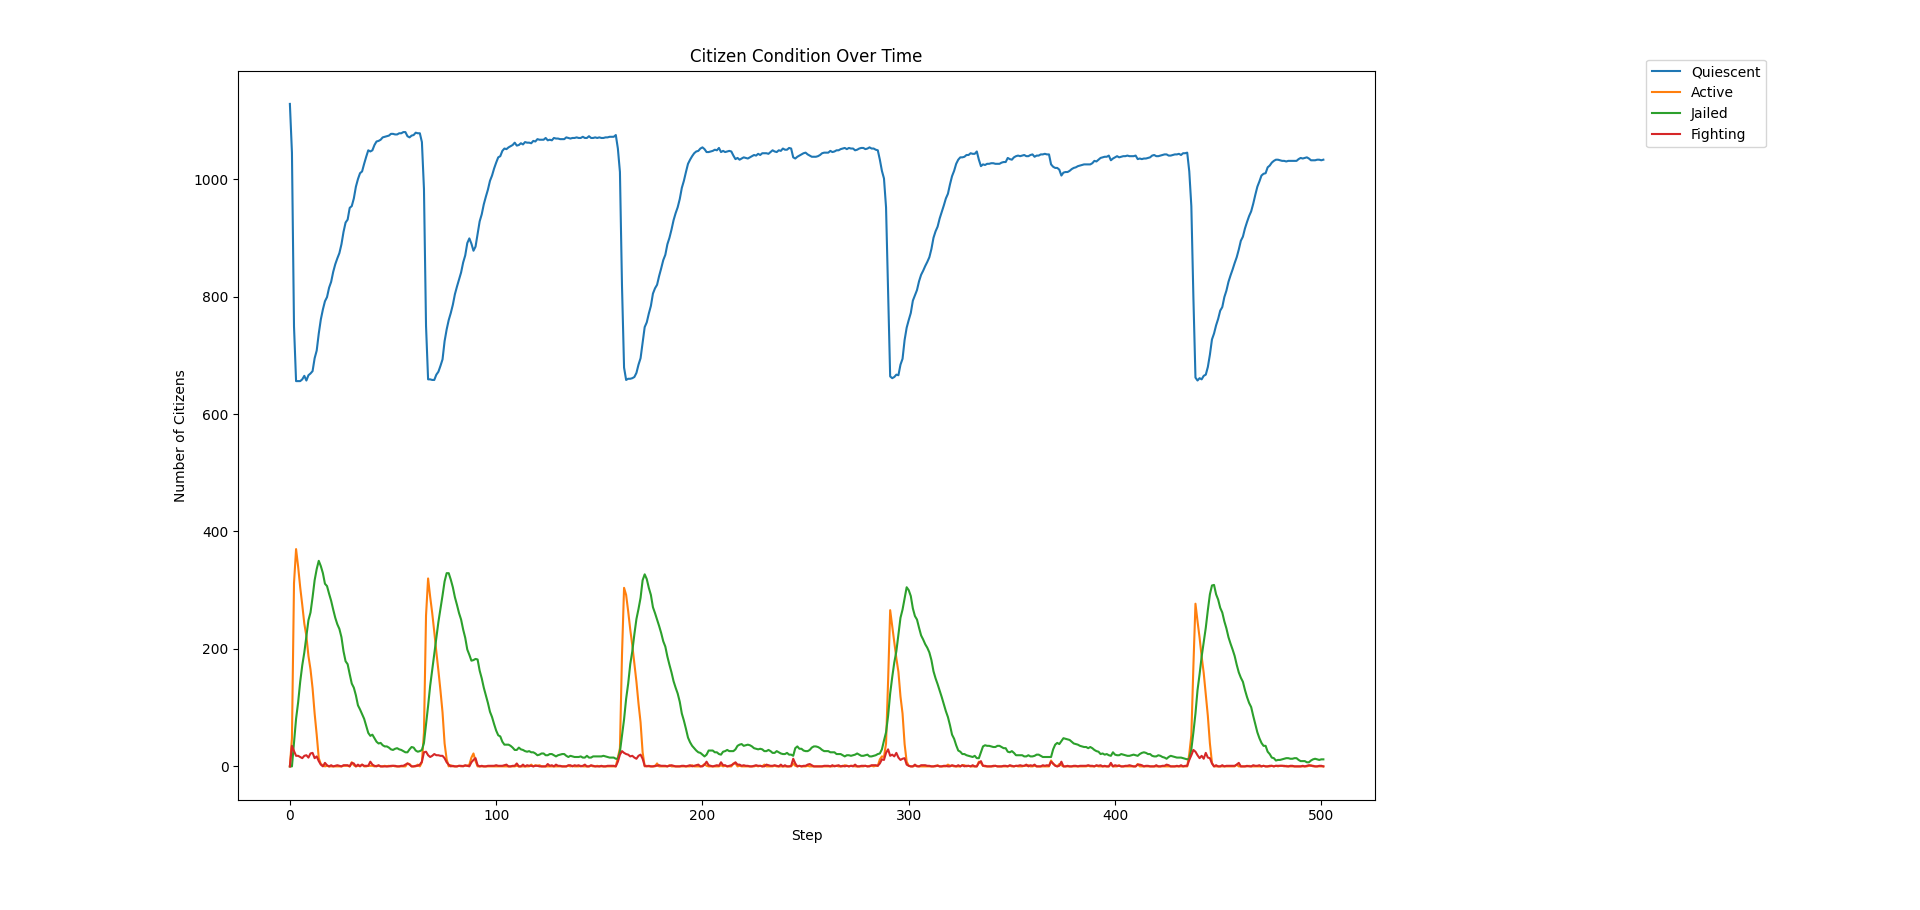 Citizen Condition Over Time
Quiescent
Active
Jailed
Fighting
Number of Citizens
1000
800
600
400
200
0
0 100 200 300 400 500
Step